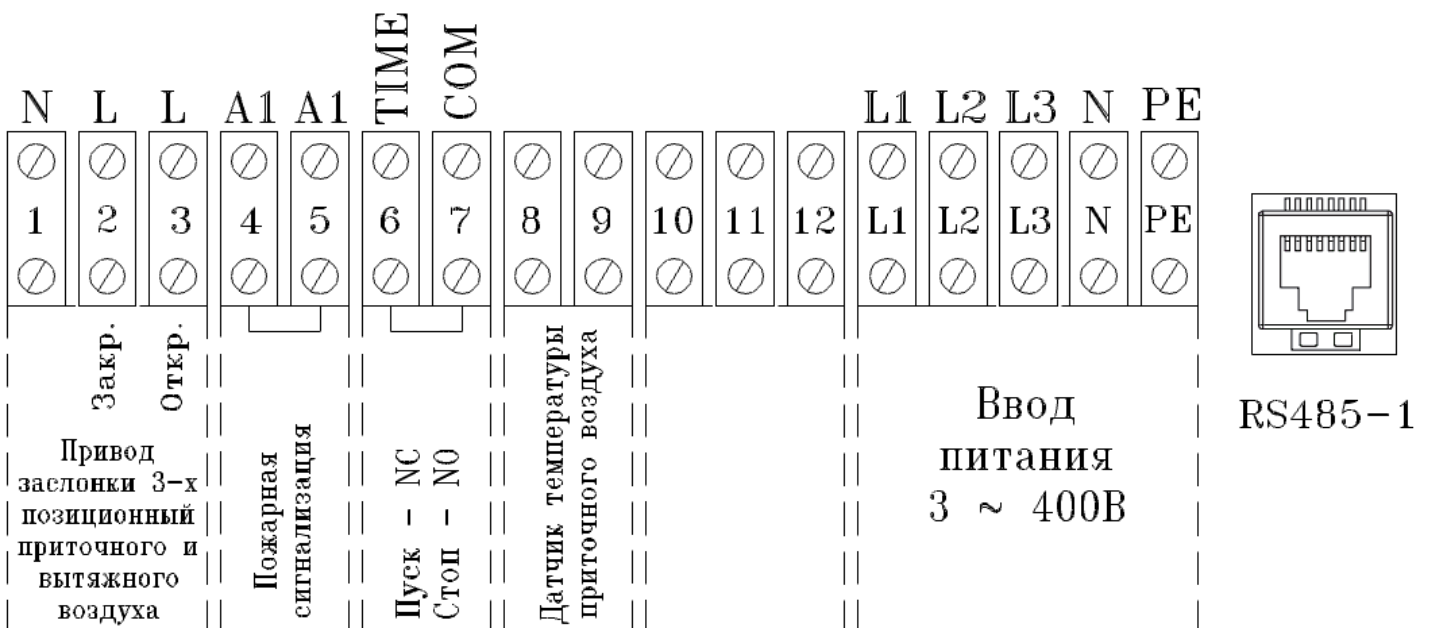 TIME
COM
N L L A1 A1 L1 L2 L3 N PE
1 2 3 4 5 6 7 8 9 10 11 12 L1 L2 L3 N PE
Закр.
Откр.
Привод
заслонки 3-х
позиционный
приточного и
вытяжного
воздуха
Пожарная
сигнализация
Пуск - NC
Стоп - NO
Датчик температуры
приточного воздуха
Ввод
питания
3 ~ 400В
RS485-1